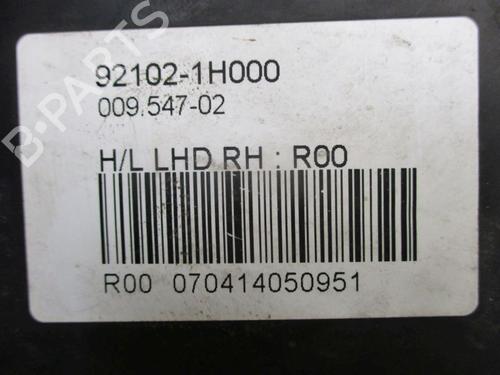 92102-1H000
009.547-02
H/L LHD RH : R00
R00 070414050951
B-PARTS